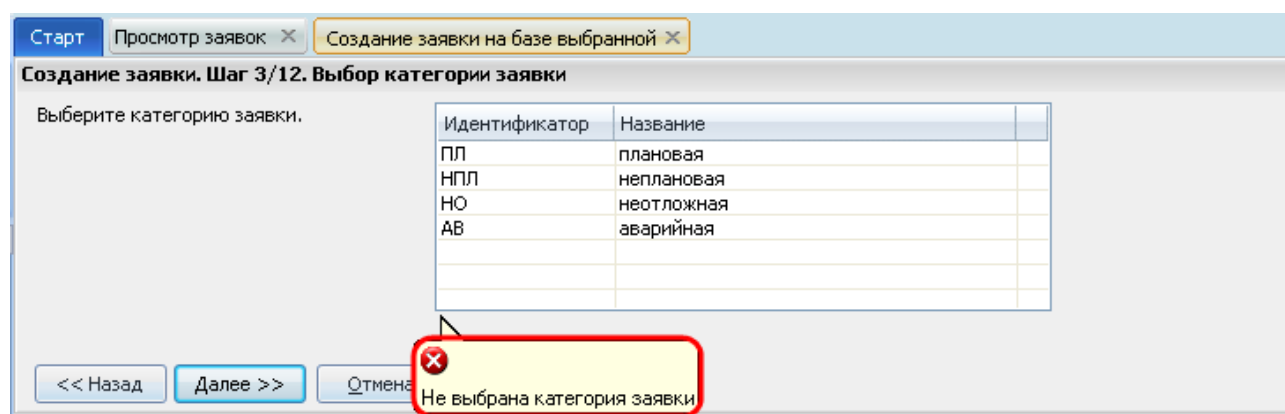 Старт Просмотр заявок Создание заявки на базе выбранной
Создание заявки. Шаг 3/12. Выбор категории заявки
Выберите категорию заявки.
Идентификатор Название
ПЛ плановая
НПЛ неплановая
НО неотложная
АВ аварийная
<< Назад Далее >> Отмена
Не выбрана категория заявки